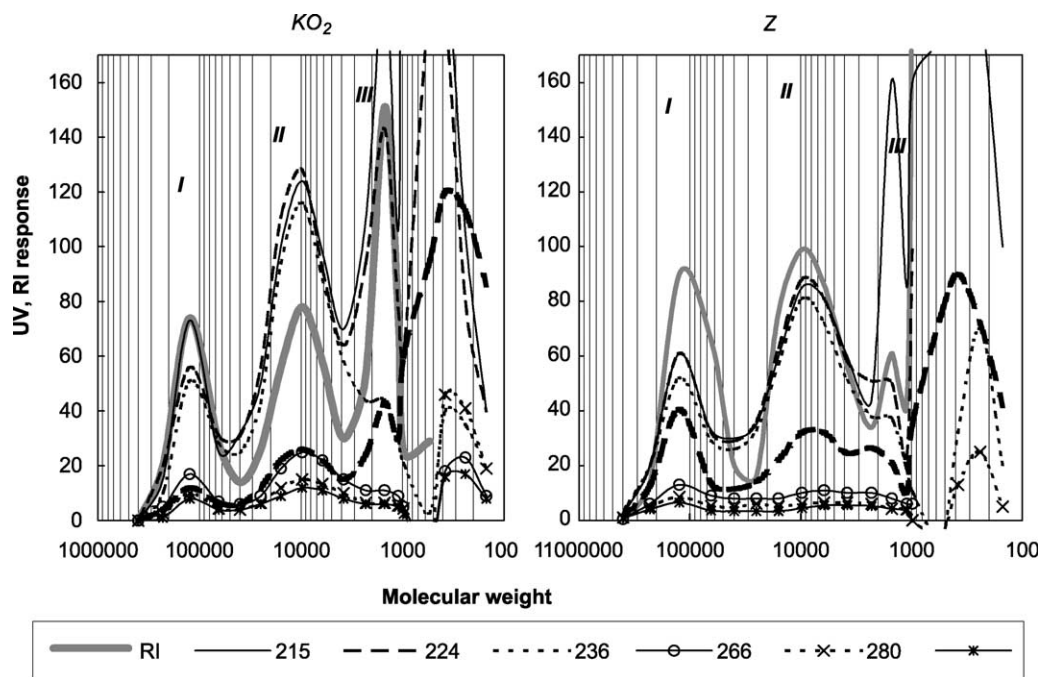 KO2
160
140
120
100
80
60
40
20
0
I
II
III
1000000 100000 10000 1000 100
Z
160
140
120
100
80
60
40
20
0
I
II
III
11000000 100000 10000 1000 100
UV, RI response
Molecular weight
RI 215 224 236 266 280